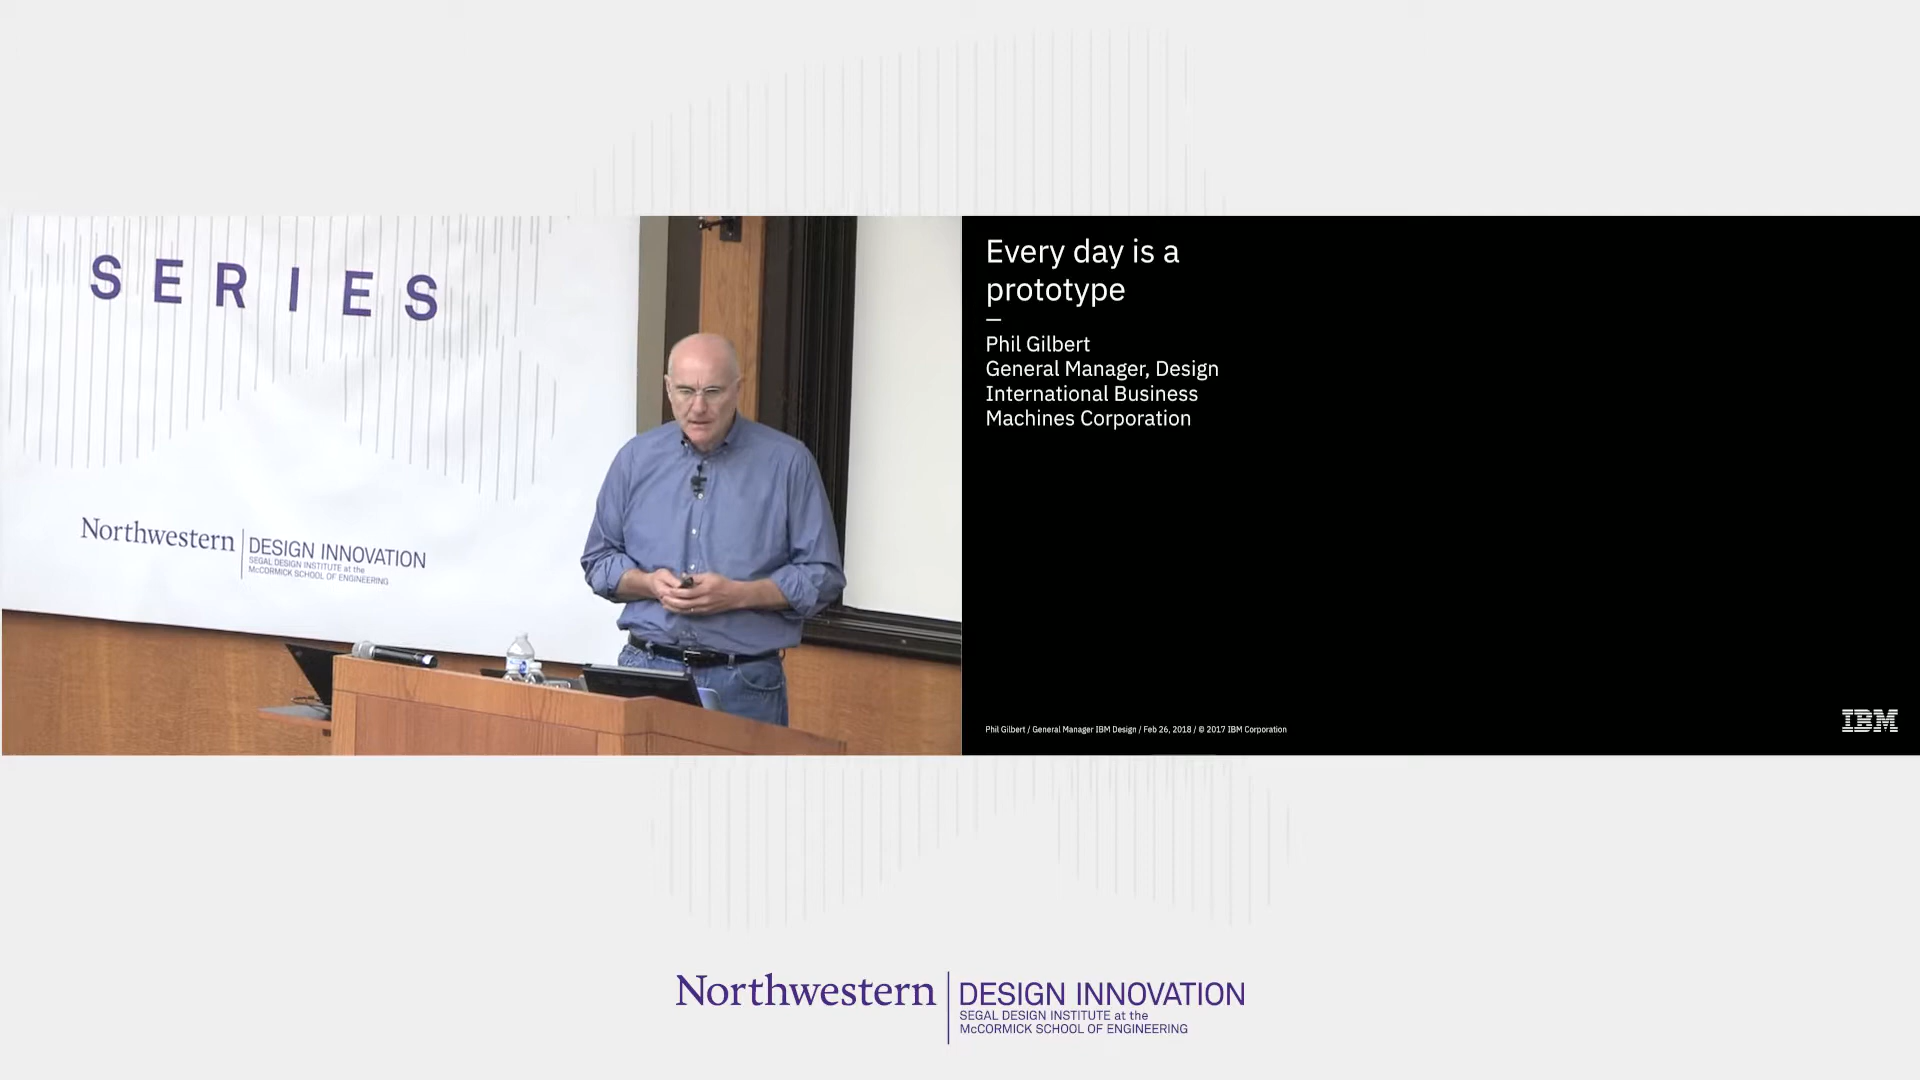 SERIES
Northwestern
DESIGN INNOVATION
SEGAL DESIGN INSTITUTE at the
McCORMICK SCHOOL OF ENGINEERING
Every day is a
prototype
—
Phil Gilbert
General Manager, Design
International Business
Machines Corporation
Phil Gilbert / General Manager IBM Design / Feb 26, 2018 / © 2017 IBM Corporation
IBM
Northwestern
DESIGN INNOVATION
SEGAL DESIGN INSTITUTE at the
McCORMICK SCHOOL OF ENGINEERING